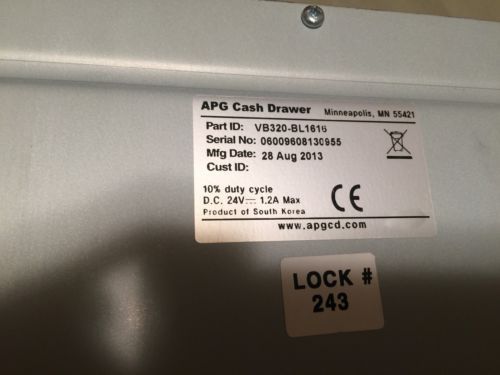 APG Cash Drawer Minneapolis, MN 55421
Part ID: VB320-BL1616
Serial No: 06009608130955
Mfg Date: 28 Aug 2013
Cust ID:
10% duty cycle
D.C. 24V⎓ 1.2A Max
Product of South Korea
CE
www.apgcd.com
LOCK #
243